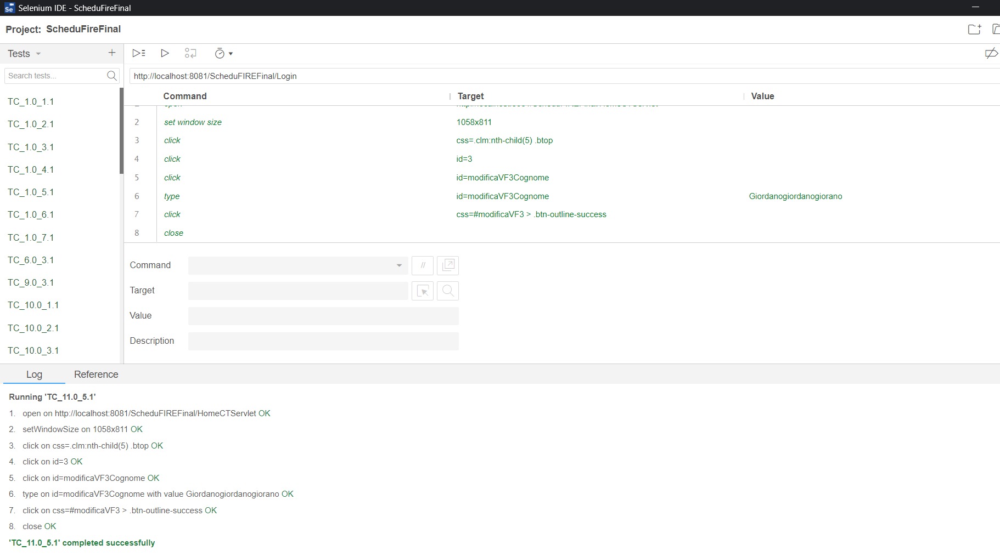 Selenium IDE - ScheduFireFinal
Project: ScheduFireFinal
Tests
Search tests...
http://localhost:8081/ScheduFIREFinal/Login
Command Target Value
2 set window size 1058x811
3 click css=.clm:nth-child(5) .btop
4 click id=3
5 click id=modificaVF3Cognome
6 type id=modificaVF3Cognome Giordanogiordanogiorano
7 click css=#modificaVF3 > .btn-outline-success
8 close
TC_1.0_1.1
TC_1.0_2.1
TC_1.0_3.1
TC_1.0_4.1
TC_1.0_5.1
TC_1.0_6.1
TC_1.0_7.1
TC_6.0_3.1
TC_9.0_3.1
TC_10.0_1.1
TC_10.0_2.1
TC_10.0_3.1
Command //
Target
Value
Description
Log Reference
Running 'TC_11.0_5.1'
1. open on http://localhost:8081/ScheduFIREFinal/HomeCTServlet OK
2. setWindowSize on 1058x811 OK
3. click on css=.clm:nth-child(5) .btop OK
4. click on id=3 OK
5. click on id=modificaVF3Cognome OK
6. type on id=modificaVF3Cognome with value Giordanogiordanogiorano OK
7. click on css=#modificaVF3 > .btn-outline-success OK
8. close OK
'TC_11.0_5.1' completed successfully